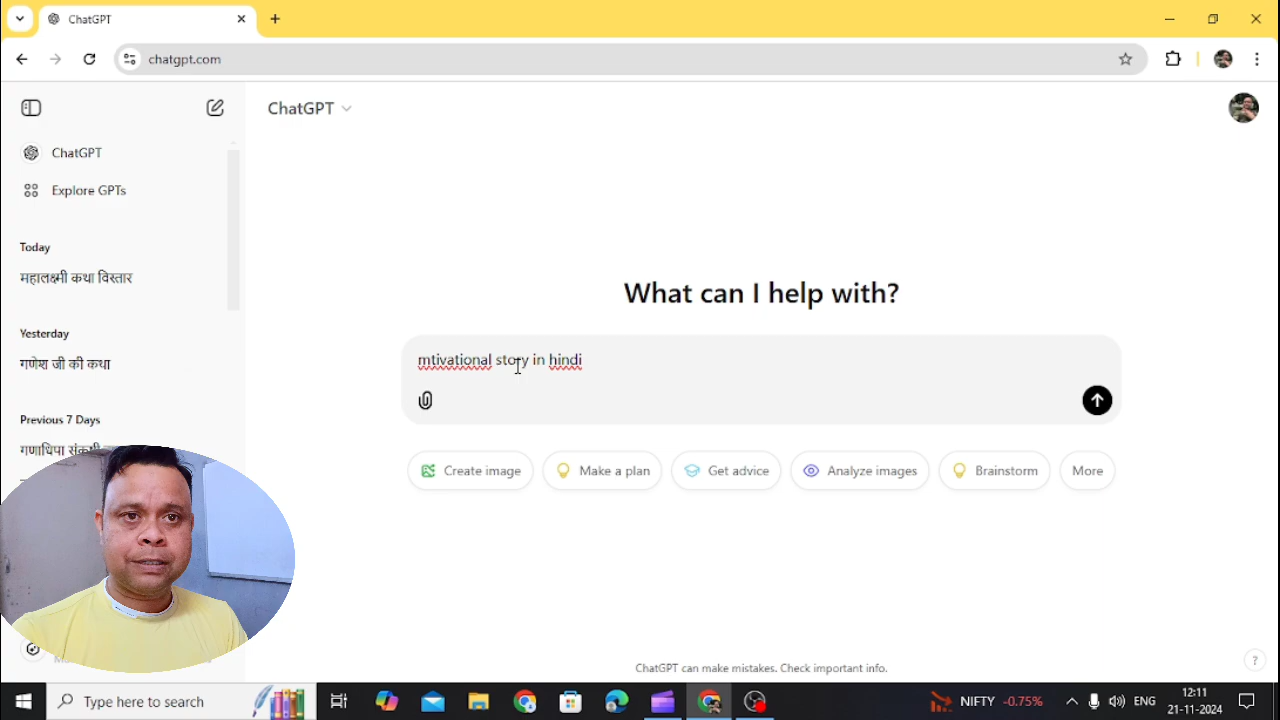 ChatGPT
chatgpt.com
ChatGPT
ChatGPT
Explore GPTs
Today
महालक्ष्मी कथा विस्तार
Yesterday
गणेश जी की कथा
Previous 7 Days
गणाधिपा संकष्टी
What can I help with?
mtivational story in hindi
Create image
Make a plan
Get advice
Analyze images
Brainstorm
More
ChatGPT can make mistakes. Check important info.
?
Type here to search
NIFTY -0.75%
ENG
12:11
21-11-2024